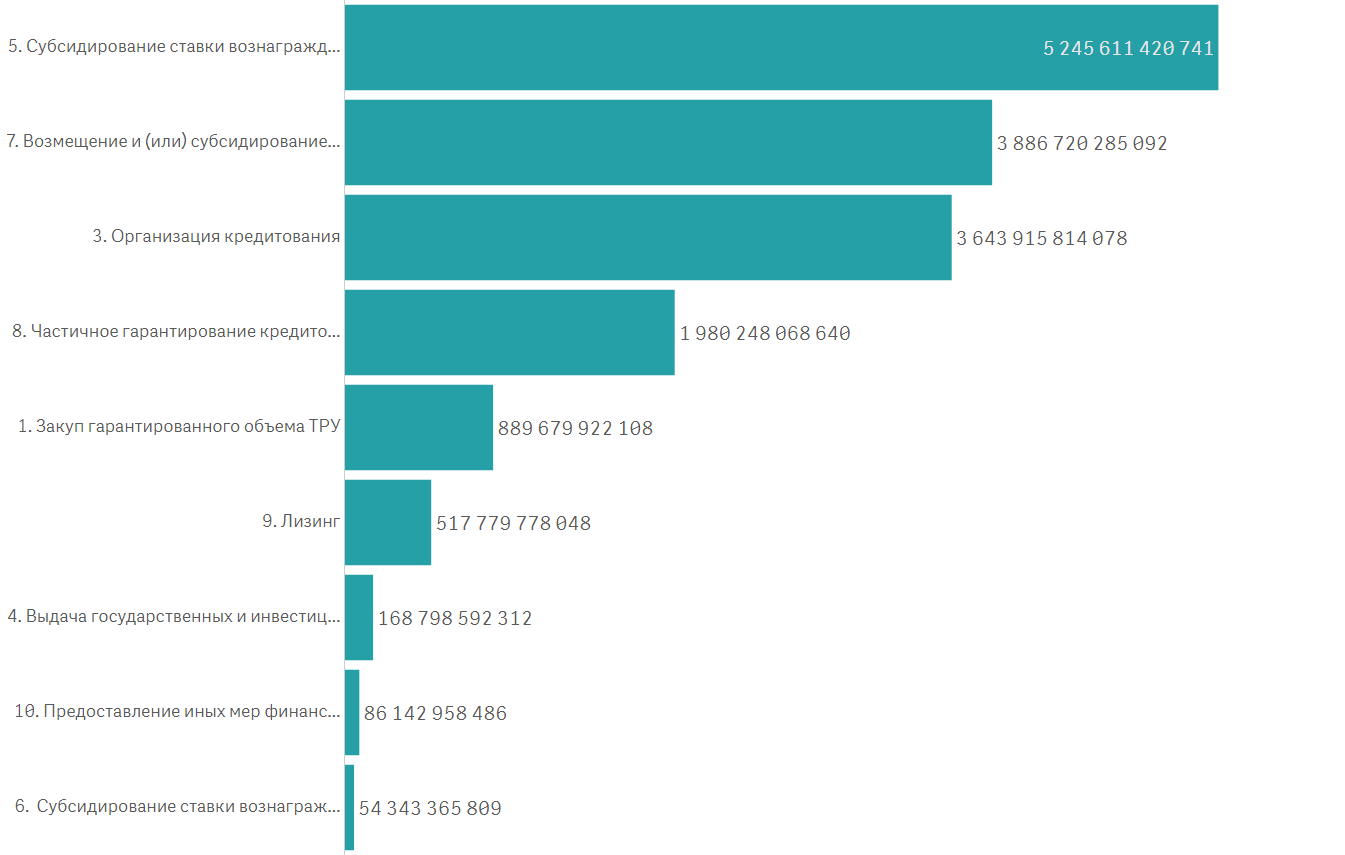 5. Субсидирование ставки вознагражд...
5 245 611 420 741
7. Возмещение и (или) субсидирование...
3 886 720 285 092
3. Организация кредитования
3 643 915 814 078
8. Частичное гарантирование кредито...
1 980 248 068 640
1. Закуп гарантированного объема ТРУ
889 679 922 108
9. Лизинг
517 779 778 048
4. Выдача государственных и инвестиц...
168 798 592 312
10. Предоставление иных мер финанс...
86 142 958 486
6.  Субсидирование ставки вознаграж...
54 343 365 809